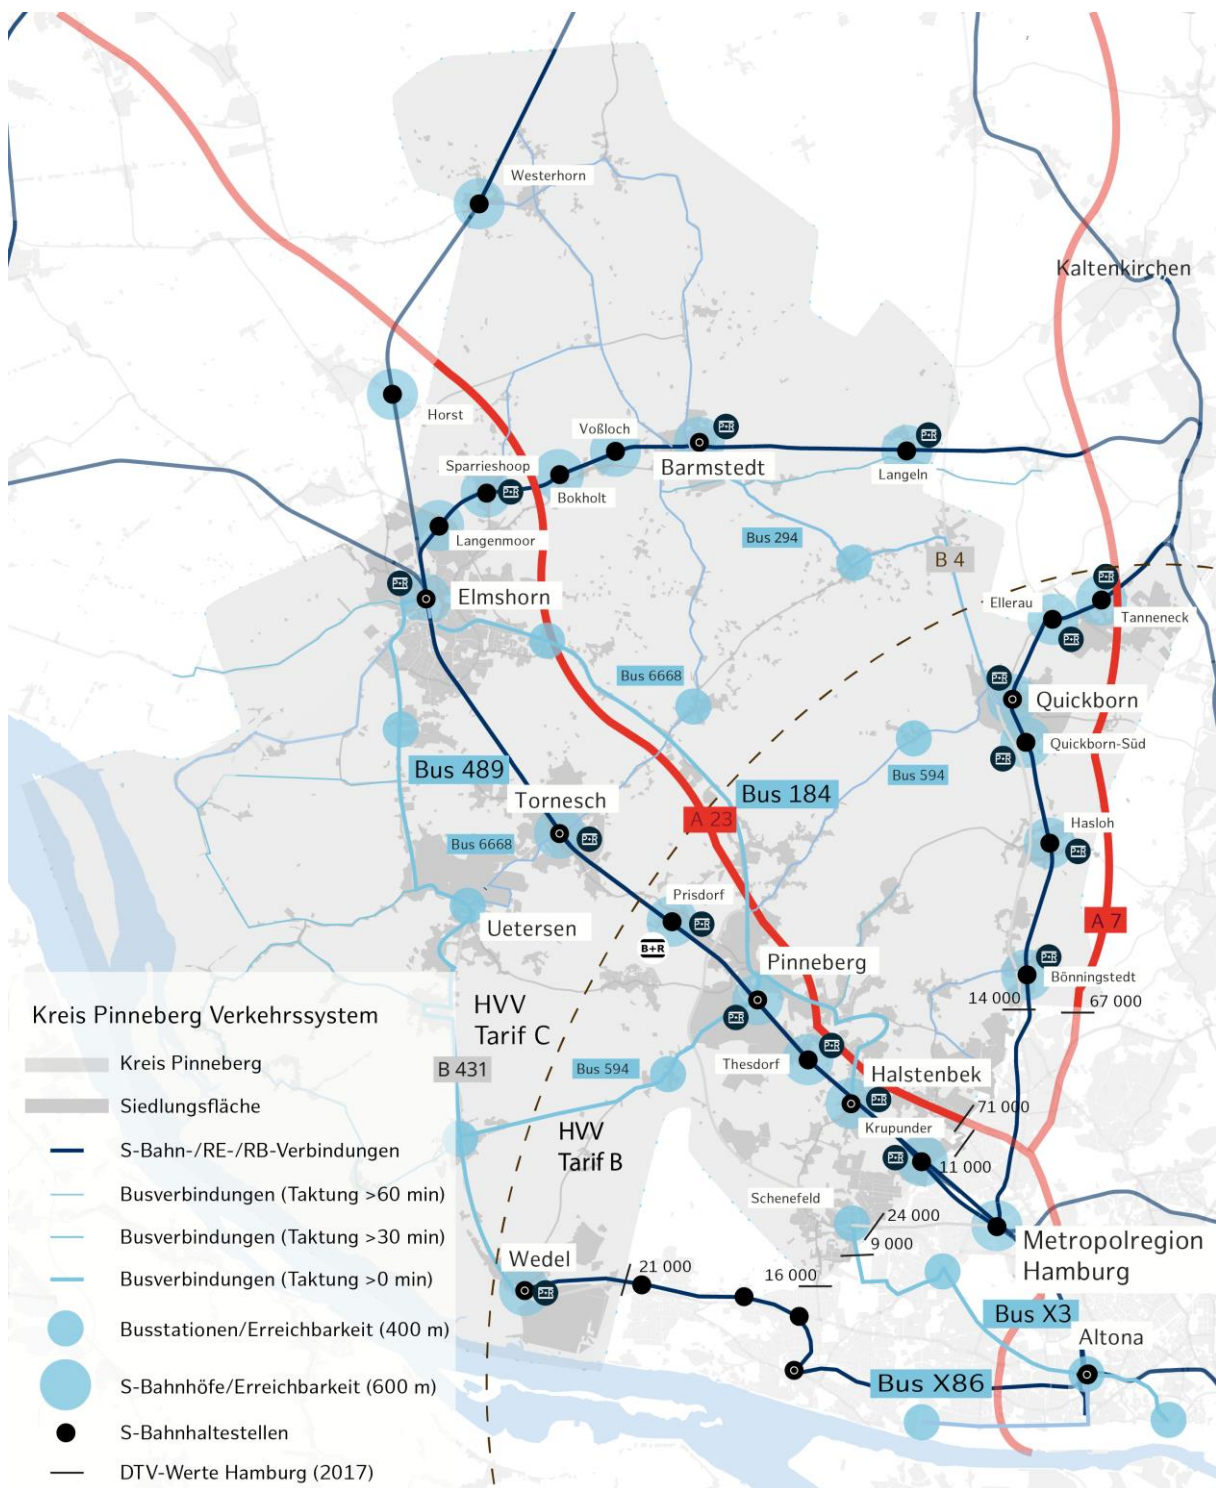 Westerhorn
Kaltenkirchen
Horst
Voßloch
P+R
Sparrieshoop
Barmstedt
P+R
Langeln
P+R
Bokholt
Langenmoor
Bus 294
B 4
P+R
Elmshorn
P+R
Ellerau
Tanneneck
P+R
Bus 6668
P+R
Quickborn
Quickborn-Süd
P+R
Bus 489
Bus 594
Tornesch
Bus 184
A 23
P+R
Hasloh
P+R
Bus 6668
Prisdorf
P+R
A 7
Uetersen
B+R
Pinneberg
P+R
Bönningstedt
Kreis Pinneberg Verkehrssystem
HVV
Tarif C
P+R
14 000
67 000
Kreis Pinneberg
B 431
Bus 594
Thesdorf
P+R
Halstenbek
Siedlungsfläche
P+R
71 000
S-Bahn-/RE-/RB-Verbindungen
HVV
Tarif B
Krupunder
P+R
11 000
Busverbindungen (Taktung >60 min)
Schenefeld
24 000
Busverbindungen (Taktung >30 min)
9 000
Metropolregion
Hamburg
Wedel
P+R
21 000
16 000
Busverbindungen (Taktung >0 min)
Busstationen/Erreichbarkeit (400 m)
Bus X3
Altona
S-Bahnhöfe/Erreichbarkeit (600 m)
Bus X86
S-Bahnhaltestellen
DTV-Werte Hamburg (2017)